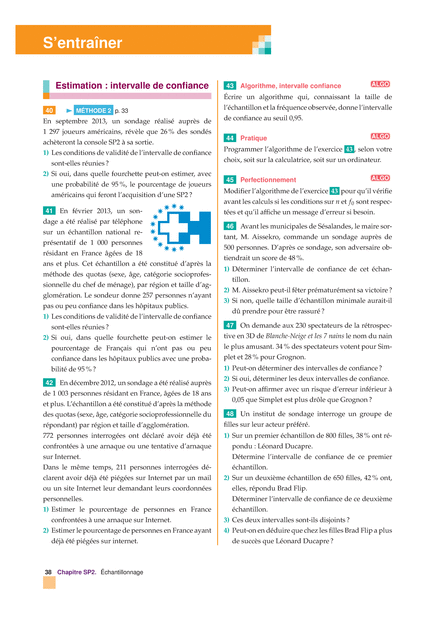 S'entraîner
Estimation : intervalle de confiance
40 ► MÉTHODE 2 p. 33
En septembre 2013, un sondage réalisé auprès de
1 297 joueurs américains, révèle que 26 % des sondés
achèteront la console SP2 à sa sortie.
1) Les conditions de validité de l'intervalle de confiance
sont-elles réunies ?
2) Si oui, dans quelle fourchette peut-on estimer, avec
une probabilité de 95 %, le pourcentage de joueurs
américains qui feront l'acquisition d'une SP2 ?
41 En février 2013, un son-
dage a été réalisé par téléphone
sur un échantillon national re-
présentatif de 1 000 personnes
résidant en France âgées de 18
ans et plus. Cet échantillon a été constitué d'après la
méthode des quotas (sexe, âge, catégorie socioprofes-
sionnelle du chef de ménage), par région et taille d'ag-
glomération. Le sondeur donne 257 personnes n'ayant
pas ou peu confiance dans les hôpitaux publics.
1) Les conditions de validité de l'intervalle de confiance
sont-elles réunies ?
2) Si oui, dans quelle fourchette peut-on estimer le
pourcentage de Français qui n'ont pas ou peu
confiance dans les hôpitaux publics avec une proba-
bilité de 95 % ?
42 En décembre 2012, un sondage a été réalisé auprès
de 1 003 personnes résidant en France, âgées de 18 ans
et plus. L'échantillon a été constitué d'après la méthode
des quotas (sexe, âge, catégorie socioprofessionnelle du
répondant) par région et taille d'agglomération.
772 personnes interrogées ont déclaré avoir déjà été
confrontées à une arnaque ou une tentative d'arnaque
sur Internet.
Dans le même temps, 211 personnes interrogées dé-
clarent avoir déjà été piégées sur Internet par un mail
ou un site Internet leur demandant leurs coordonnées
personnelles.
1) Estimer le pourcentage de personnes en France
confrontées à une arnaque sur Internet.
2) Estimer le pourcentage de personnes en France ayant
déjà été piégées sur internet.
43 Algorithme, intervalle confiance ALGO
Écrire un algorithme qui, connaissant la taille de
l'échantillon et la fréquence observée, donne l'intervalle
de confiance au seuil 0,95.
44 Pratique ALGO
Programmer l'algorithme de l'exercice 43, selon votre
choix, soit sur la calculatrice, soit sur un ordinateur.
45 Perfectionnement ALGO
Modifier l'algorithme de l'exercice 43 pour qu'il vérifie
avant les calculs si les conditions sur n et f0 sont respec-
tées et qu'il affiche un message d'erreur si besoin.
46 Avant les municipales de Sésalandes, le maire sor-
tant, M. Aissekro, commande un sondage auprès de
500 personnes. D'après ce sondage, son adversaire ob-
tiendrait un score de 48 %.
1) Déterminer l'intervalle de confiance de cet échan-
tillon.
2) M. Aissekro peut-il fêter prématurément sa victoire ?
3) Si non, quelle taille d'échantillon minimale aurait-il
dû prendre pour être rassuré ?
47 On demande aux 230 spectateurs de la rétrospec-
tive en 3D de Blanche-Neige et les 7 nains le nom du nain
le plus amusant. 34 % des spectateurs votent pour Sim-
plet et 28 % pour Grognon.
1) Peut-on déterminer des intervalles de confiance ?
2) Si oui, déterminer les deux intervalles de confiance.
3) Peut-on affirmer avec un risque d'erreur inférieur à
0,05 que Simplet est plus drôle que Grognon ?
48 Un institut de sondage interroge un groupe de
filles sur leur acteur préféré.
1) Sur un premier échantillon de 800 filles, 38 % ont ré-
pondu : Léonard Ducapre.
Détermine l'intervalle de confiance de ce premier
échantillon.
2) Sur un deuxième échantillon de 650 filles, 42 % ont,
elles, répondu Brad Flip.
Déterminer l'intervalle de confiance de ce deuxième
échantillon.
3) Ces deux intervalles sont-ils disjoints ?
4) Peut-on en déduire que chez les filles Brad Flip a plus
de succès que Léonard Ducapre ?
38 Chapitre SP2. Échantillonnage